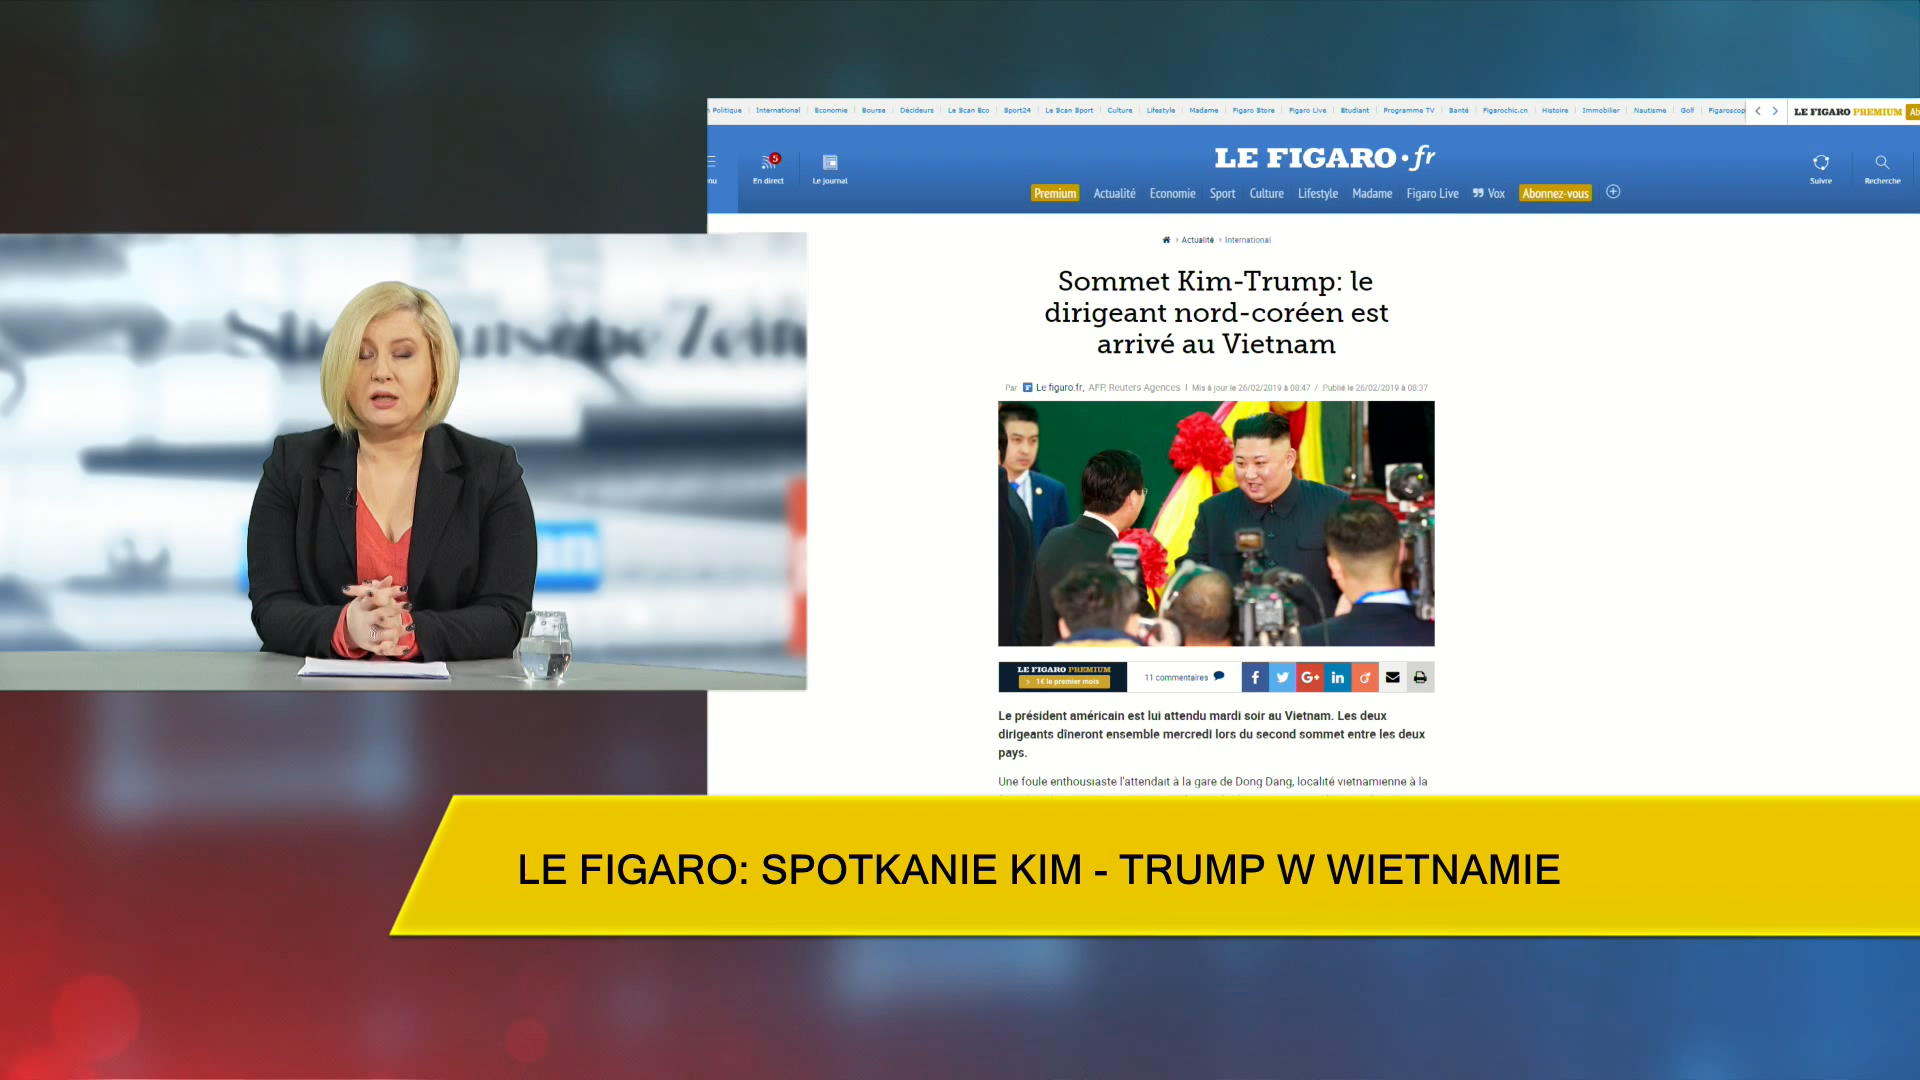 Politique International Economie Bourse Décideurs Le Scan Eco Sport24 Le Scan Sport Culture Lifestyle Madame Figaro Store Figaro Live Etudiant Programme TV Santé Figarochic.cn Histoire Immobilier Nautisme Golf Figaroscop
LE FIGARO PREMIUM Ab
LE FIGARO·fr
nu
5
En direct
Le journal
Suivre
Recherche
Premium Actualité Economie Sport Culture Lifestyle Madame Figaro Live Vox Abonnez-vous
> Actualité > International
Sommet Kim-Trump: le
dirigeant nord-coréen est
arrivé au Vietnam
Par Le figaro.fr, AFP, Reuters Agences | Mis à jour le 26/02/2019 à 08:47 / Publié le 26/02/2019 à 08:37
LE FIGARO PREMIUM
> 1€ le premier mois
11 commentaires
f
G+
in
Le président américain est lui attendu mardi soir au Vietnam. Les deux
dirigeants dîneront ensemble mercredi lors du second sommet entre les deux
pays.
Une foule enthousiaste l'attendait à la gare de Dong Dang, localité vietnamienne à la
LE FIGARO: SPOTKANIE KIM - TRUMP W WIETNAMIE